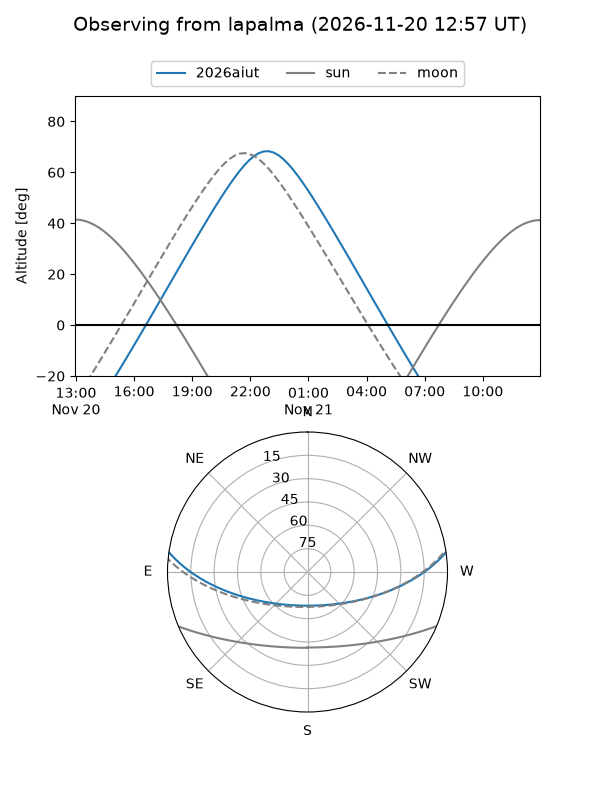 Observing from lapalma (2026-11-20 12:57 UT)
2026aiut sun moon
80
60
40
20
0
−20
Altitude [deg]
13:00 16:00 19:00 22:00 01:00 04:00 07:00 10:00
Nov 20 Nov 21
N
NE NW
15
30
45
60
75
E W
SE SW
S